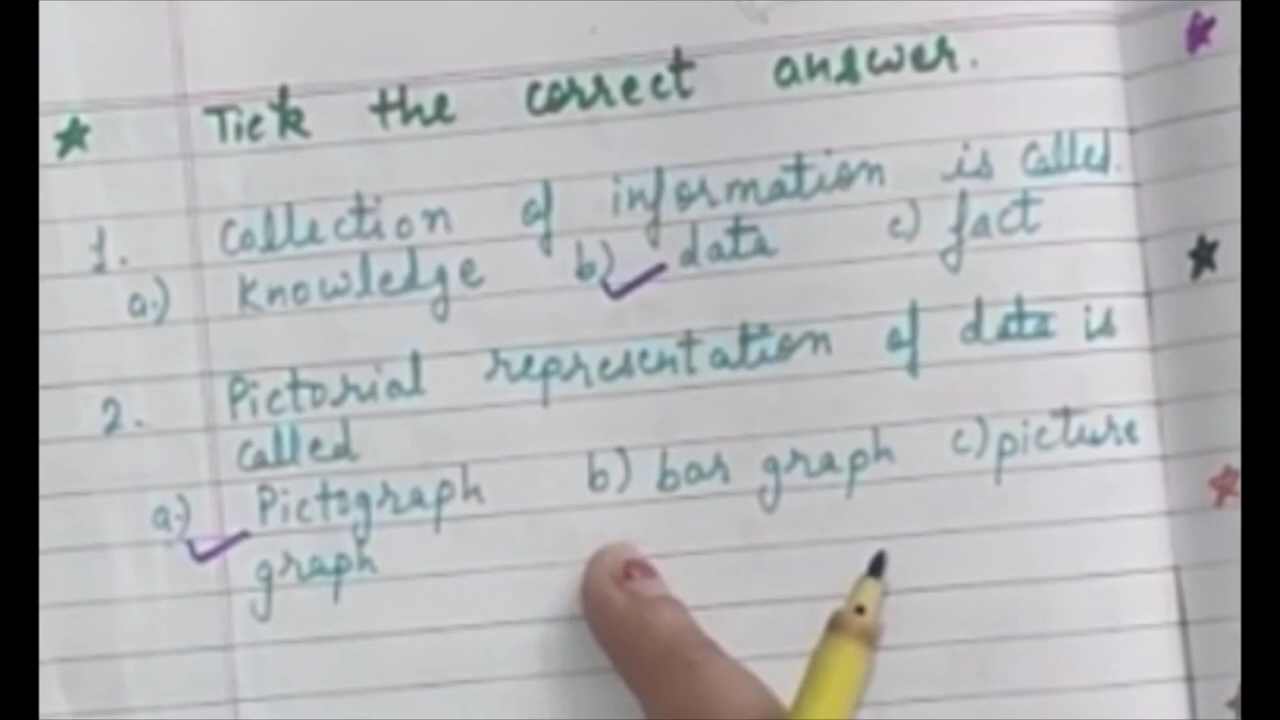 Tick the correct answer.
1. Collection of information is called.
a.) Knowledge b) data c) fact
2. Pictorial representation of data is
called
a.) Pictograph b) bar graph c) picture
graph